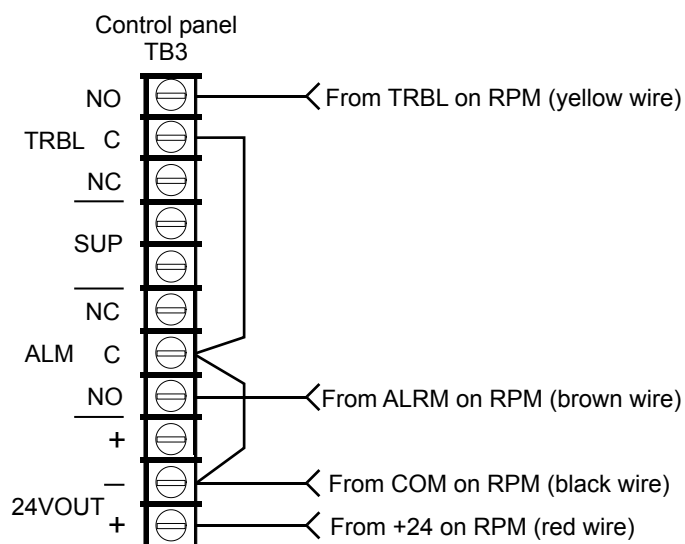 Control panel
TB3
NO
From TRBL on RPM (yellow wire)
TRBL C
NC
SUP
NC
ALM C
NO
From ALRM on RPM (brown wire)
+
–
From COM on RPM (black wire)
24VOUT
+
From +24 on RPM (red wire)